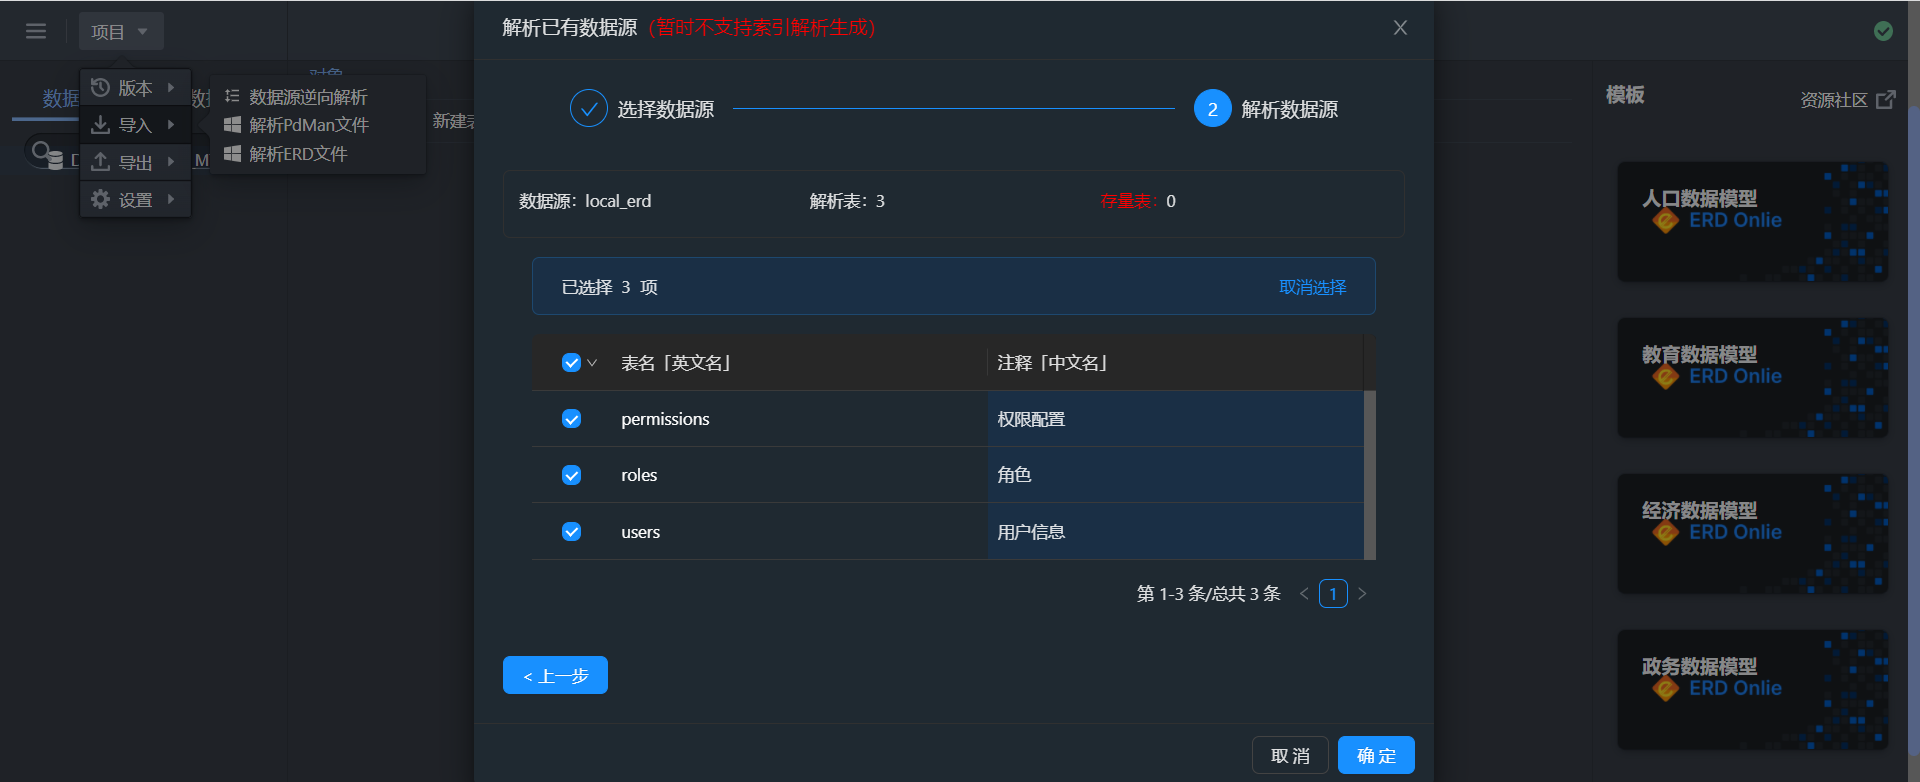 项目
版本
导入
导出
设置
数据
数据源逆向解析
解析PdMan文件
解析ERD文件
对象
新建表
解析已有数据源 (暂时不支持索引解析生成)
选择数据源
2 解析数据源
数据源: local_erd 解析表: 3 存量表: 0
已选择 3 项 取消选择
表名「英文名」 注释「中文名」
permissions 权限配置
roles 角色
users 用户信息
第 1-3 条/总共 3 条 < 1 >
< 上一步
取 消 确 定
模板 资源社区
人口数据模型
ERD Onlie
教育数据模型
ERD Onlie
经济数据模型
ERD Onlie
政务数据模型
ERD Onlie